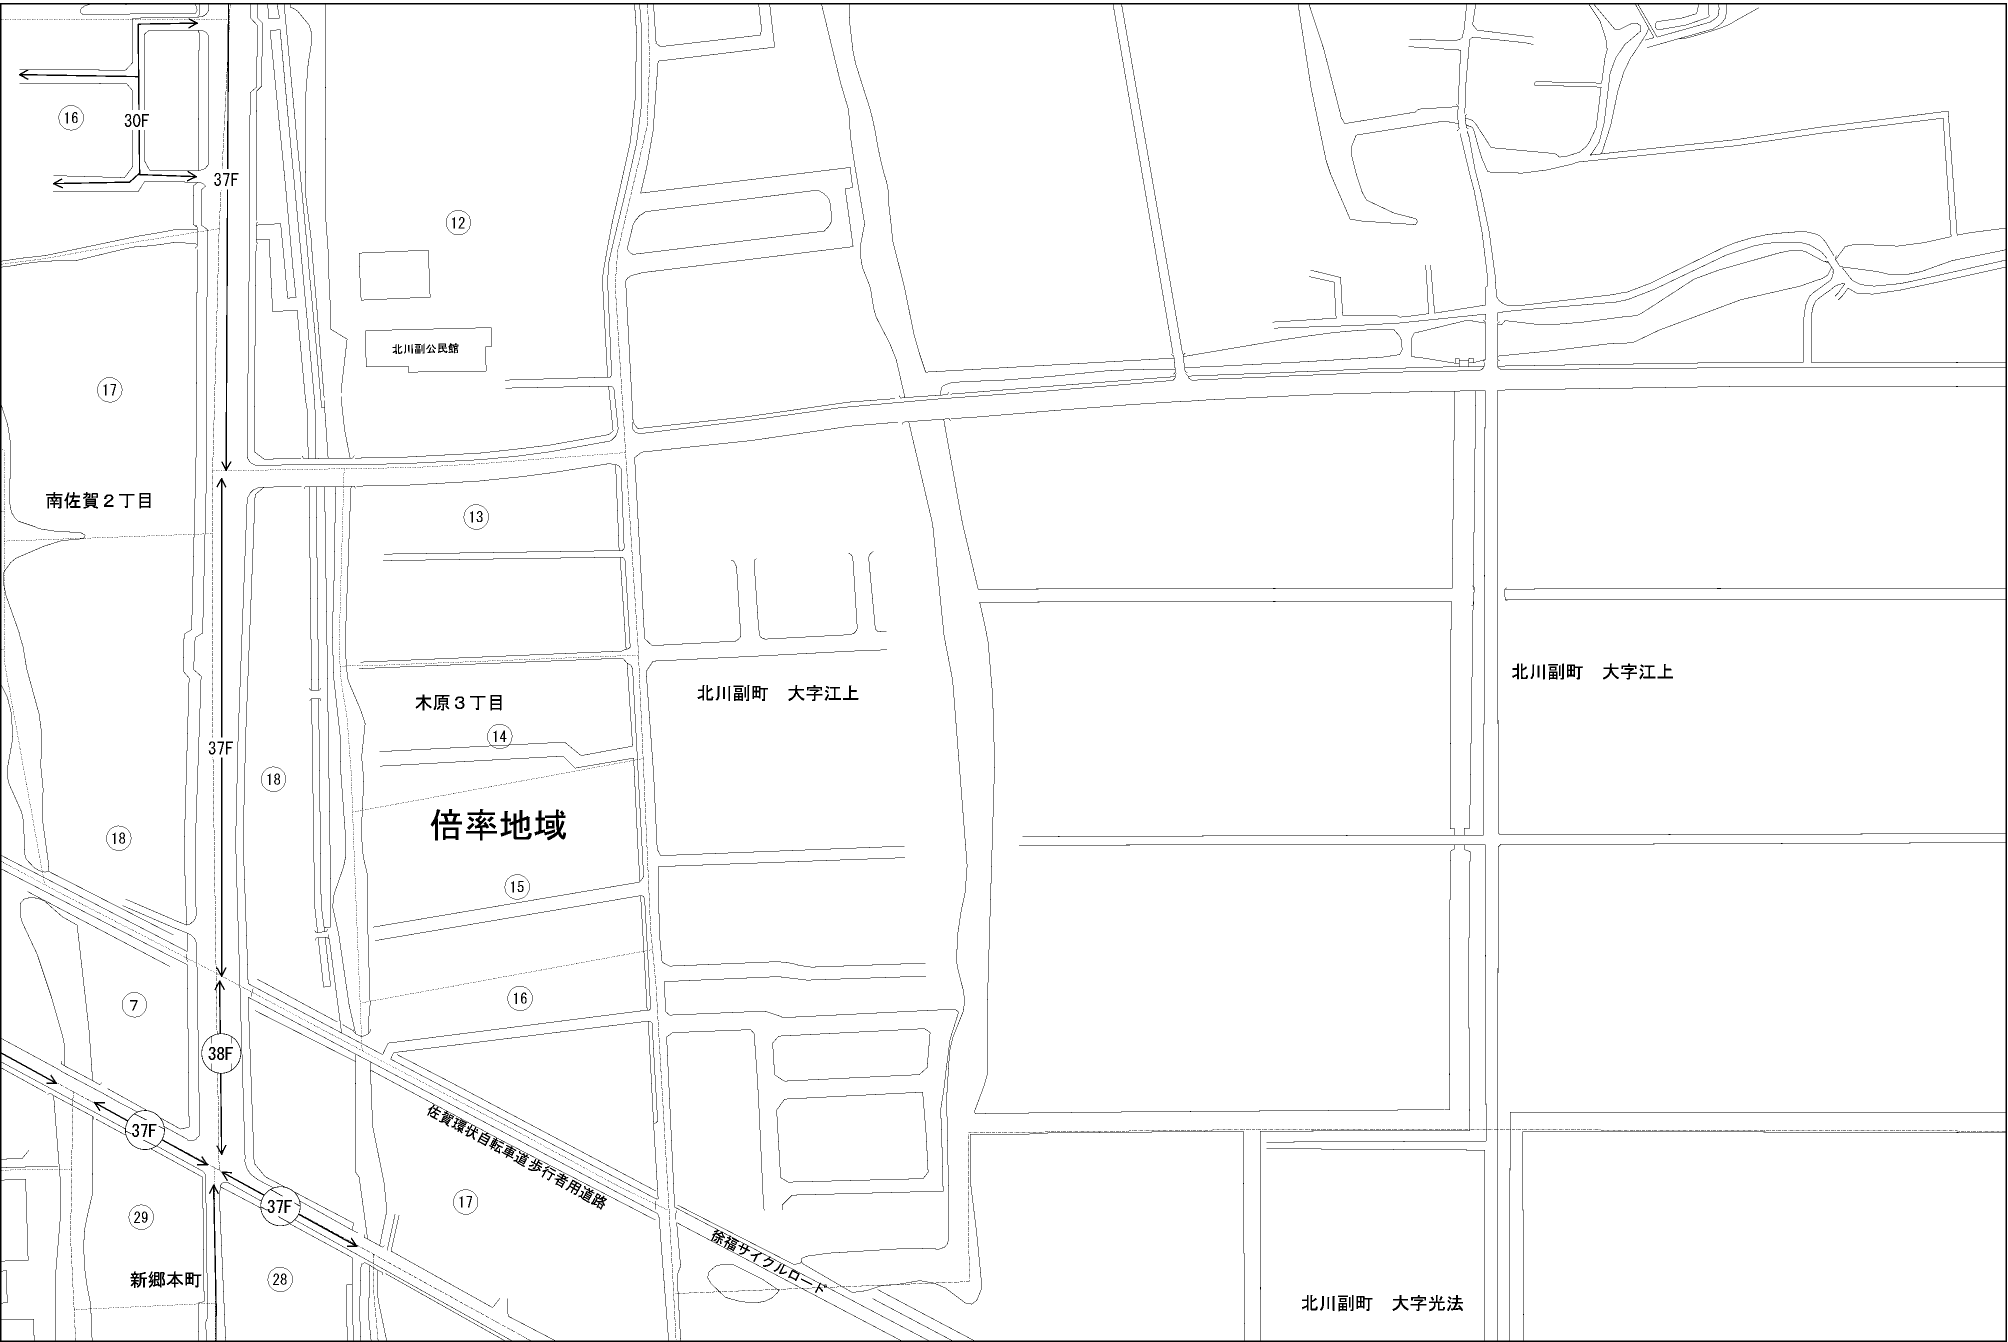 16
30F
37F
12
北川副公民館
17
南佐賀２丁目
13
北川副町　大字江上
北川副町　大字江上
木原３丁目
14
37F
18
倍率地域
18
15
7
16
38F
37F
佐賀環状自転車道歩行者用道路
37F
17
29
徐福サイクルロード
新郷本町
28
北川副町　大字光法